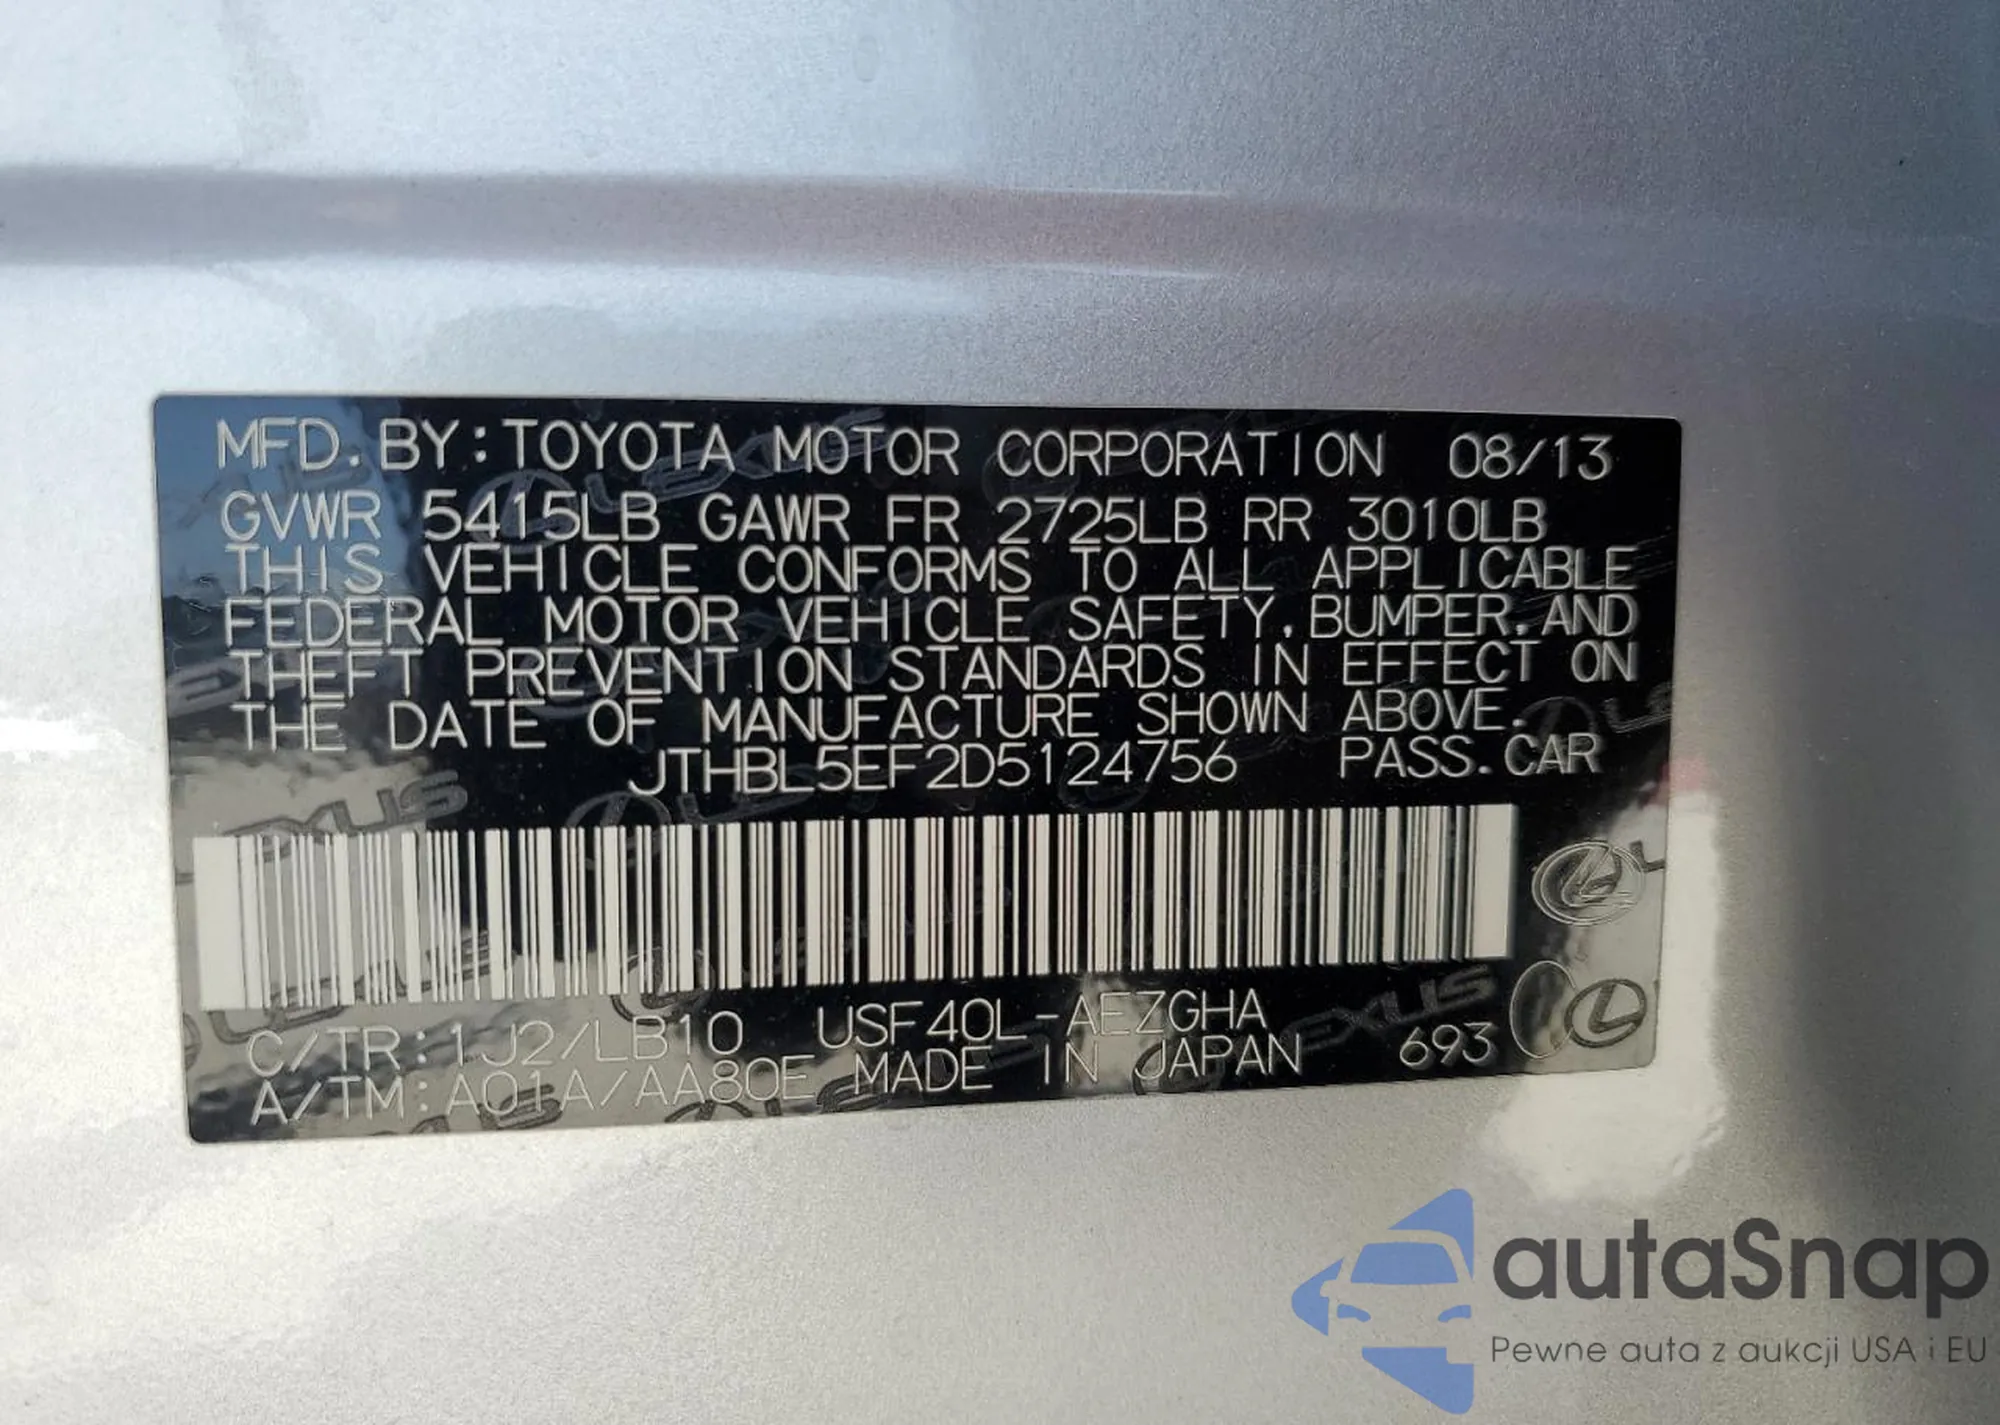 MFD. BY: TOYOTA MOTOR CORPORATION 08/13
GVWR 5415LB GAWR FR 2725LB RR 3010LB
THIS VEHICLE CONFORMS TO ALL APPLICABLE
FEDERAL MOTOR VEHICLE SAFETY, BUMPER, AND
THEFT PREVENTION STANDARDS IN EFFECT ON
THE DATE OF MANUFACTURE SHOWN ABOVE.
JTHBL5EF2D5124756 PASS. CAR
C/TR: 1J2/LB10 USF40L-AEZGHA
A/TM: A01A/AA80E MADE IN JAPAN 693
autaSnap
Pewne auta z aukcji USA i EU